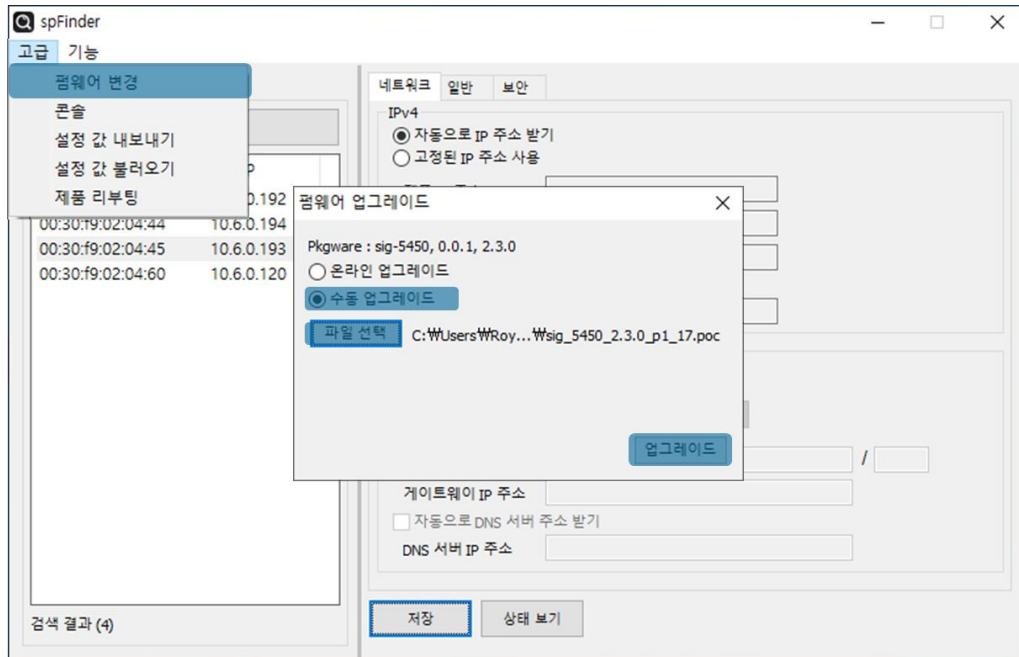 spFinder
고급 기능
펌웨어 변경
콘솔
설정 값 내보내기
설정 값 불러오기
제품 리부팅
0.192
00:30:f9:02:04:44 10.6.0.194
00:30:f9:02:04:45 10.6.0.193
00:30:f9:02:04:60 10.6.0.120
검색 결과 (4)
네트워크 일반 보안
IPv4
자동으로 IP 주소 받기
고정된 IP 주소 사용
펌웨어 업그레이드
Pkgware : sig-5450, 0.0.1, 2.3.0
온라인 업그레이드
수동 업그레이드
파일 선택 C:₩Users₩Roy...₩sig_5450_2.3.0_p1_17.poc
업그레이드
/
게이트웨이 IP 주소
자동으로 DNS 서버 주소 받기
DNS 서버 IP 주소
저장 상태 보기